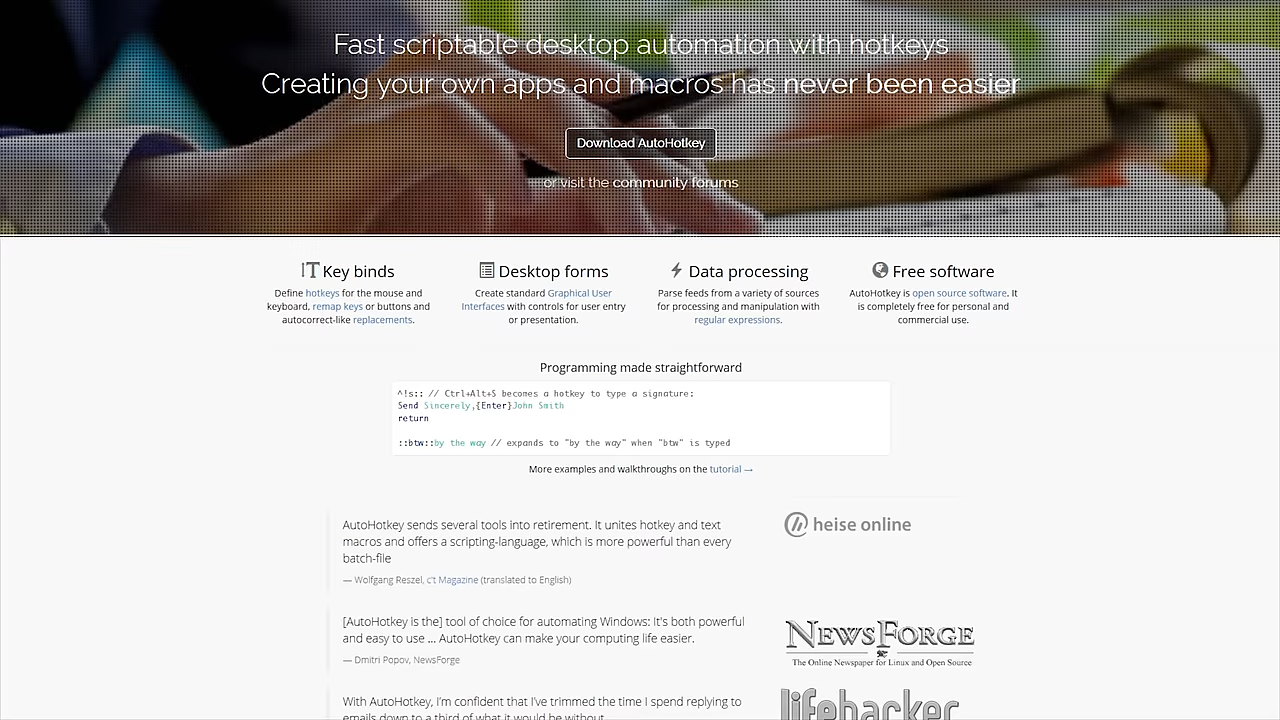 Fast scriptable desktop automation with hotkeys
Creating your own apps and macros has never been easier
Download AutoHotkey
or visit the community forums
Key binds
Define hotkeys for the mouse and
keyboard, remap keys or buttons and
autocorrect-like replacements.
Desktop forms
Create standard Graphical User
Interfaces with controls for user entry
or presentation.
Data processing
Parse feeds from a variety of sources
for processing and manipulation with
regular expressions.
Free software
AutoHotkey is open source software. It
is completely free for personal and
commercial use.
Programming made straightforward
^!s:: // Ctrl+Alt+S becomes a hotkey to type a signature:
Send Sincerely,{Enter}John Smith
return
::btw::by the way // expands to "by the way" when "btw" is typed
More examples and walkthroughs on the tutorial →
AutoHotkey sends several tools into retirement. It unites hotkey and text
macros and offers a scripting-language, which is more powerful than every
batch-file
— Wolfgang Reszel, c't Magazine (translated to English)
heise online
[AutoHotkey is the] tool of choice for automating Windows: it's both powerful
and easy to use ... AutoHotkey can make your computing life easier.
— Dmitri Popov, NewsForge
NEWSFORGE
The Online Newspaper for Linux and Open Source
With AutoHotkey, I'm confident that I've trimmed the time I spend replying to
emails down to a third of what it would be without
lifehacker